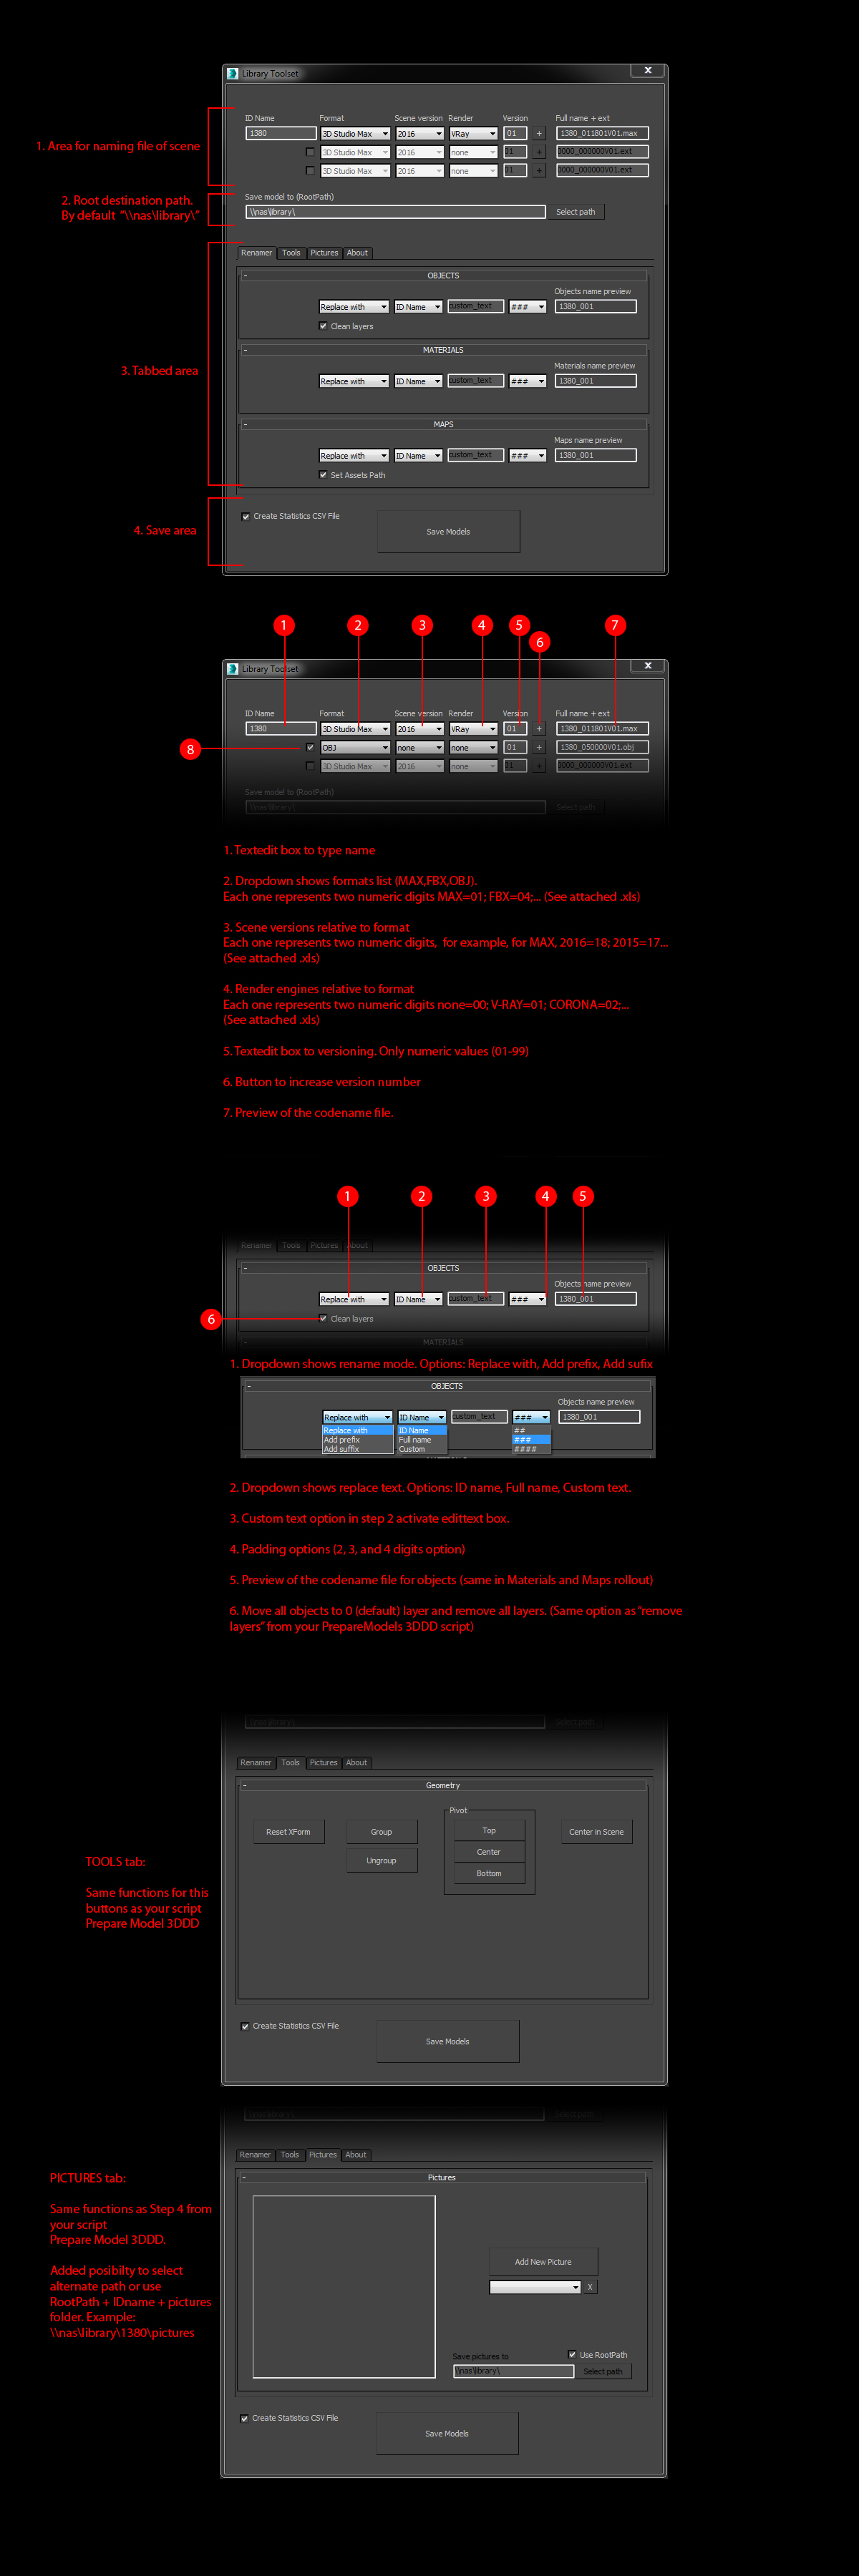 Library Toolset
x
ID Name Format Scene version Render Version Full name + ext
1380 3D Studio Max 2016 VRay 01 + 1380_011801V01.max
3D Studio Max 2016 none 01 + 0000_000000V01.ext
3D Studio Max 2016 none 01 + 0000_000000V01.ext
1. Area for naming file of scene
2. Root destination path.
By default "\\nas\library\"
Save model to (RootPath)
\\nas\library\ Select path
Renamer Tools Pictures About
- OBJECTS
Objects name preview
Replace with ID Name custom_text ### 1380_001
Clean layers
- MATERIALS
Materials name preview
3. Tabbed area
Replace with ID Name custom_text ### 1380_001
- MAPS
Maps name preview
Replace with ID Name custom_text ### 1380_001
Set Assets Path
4. Save area
Create Statistics CSV File
Save Models
1 2 3 4 5 6 7
Library Toolset
x
ID Name Format Scene version Render Version Full name + ext
1380 3D Studio Max 2016 VRay 01 + 1380_011801V01.max
8 OBJ none none 01 + 1380_050000V01.obj
3D Studio Max 2016 none 01 + 0000_000000V01.ext
Save model to (RootPath)
\\nas\library\ Select path
1. Textedit box to type name
2. Dropdown shows formats list (MAX,FBX,OBJ).
Each one represents two numeric digits MAX=01; FBX=04;... (See attached .xls)
3. Scene versions relative to format
Each one represents two numeric digits, for example, for MAX, 2016=18; 2015=17...
(See attached .xls)
4. Render engines relative to format
Each one represents two numeric digits none=00; V-RAY=01; CORONA=02;...
(See attached .xls)
5. Textedit box to versioning. Only numeric values (01-99)
6. Button to increase version number
7. Preview of the codename file.
1 2 3 4 5
Renamer Tools Pictures About
- OBJECTS
Objects name preview
Replace with ID Name custom_text ### 1380_001
6 Clean layers
MATERIALS
1. Dropdown shows rename mode. Options: Replace with, Add prefix, Add sufix
- OBJECTS
Objects name preview
Replace with ID Name custom_text ### 1380_001
Replace with ID Name ##
Add prefix Full name ###
Add suffix Custom ####
2. Dropdown shows replace text. Options: ID name, Full name, Custom text.
3. Custom text option in step 2 activate edittext box.
4. Padding options (2, 3, and 4 digits option)
5. Preview of the codename file for objects (same in Materials and Maps rollout)
6. Move all objects to 0 (default) layer and remove all layers. (Same option as "remove
layers" from your PrepareModels 3DDD script)
\\nas\library\ Select path
Renamer Tools Pictures About
- Geometry
Pivot
Reset XForm Group Top Center in Scene
Ungroup Center
Bottom
TOOLS tab:
Same functions for this
buttons as your script
Prepare Model 3DDD
Create Statistics CSV File
Save Models
\\nas\library\ Select path
Renamer Tools Pictures About
- Pictures
PICTURES tab:
Same functions as Step 4 from
your script
Prepare Model 3DDD.
Added posibilty to select
alternate path or use
RootPath + IDname + pictures
folder. Example:
\\nas\library\1380\pictures
Add New Picture
X
Save pictures to Use RootPath
\\nas\library\ Select path
Create Statistics CSV File
Save Models